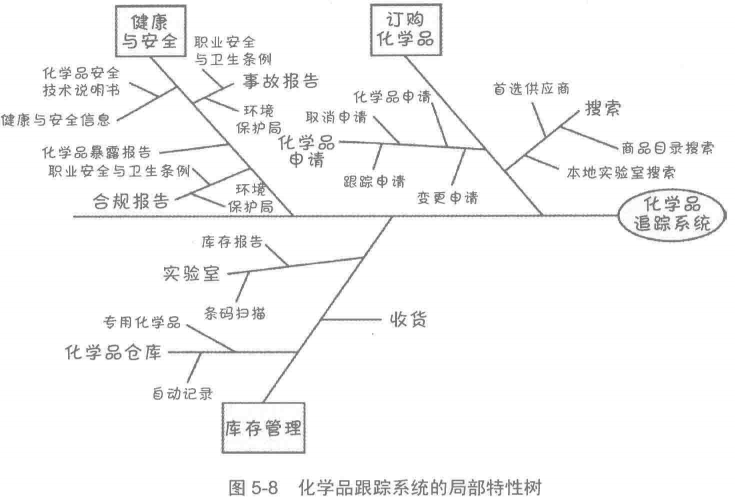 健康
与安全
订购
化学品
职业安全
与卫生条例
化学品安全
技术说明书
事故报告
健康与安全信息
环境
保护局
化学品暴露报告
职业安全与卫生条例
合规报告
环境
保护局
化学品申请
取消申请
化学品
申请
跟踪申请
变更申请
首选供应商
搜索
商品目录搜索
本地实验室搜索
化学品
追踪系统
库存报告
实验室
条码扫描
收货
专用化学品
化学品仓库
自动记录
库存管理
图 5-8 化学品跟踪系统的局部特性树